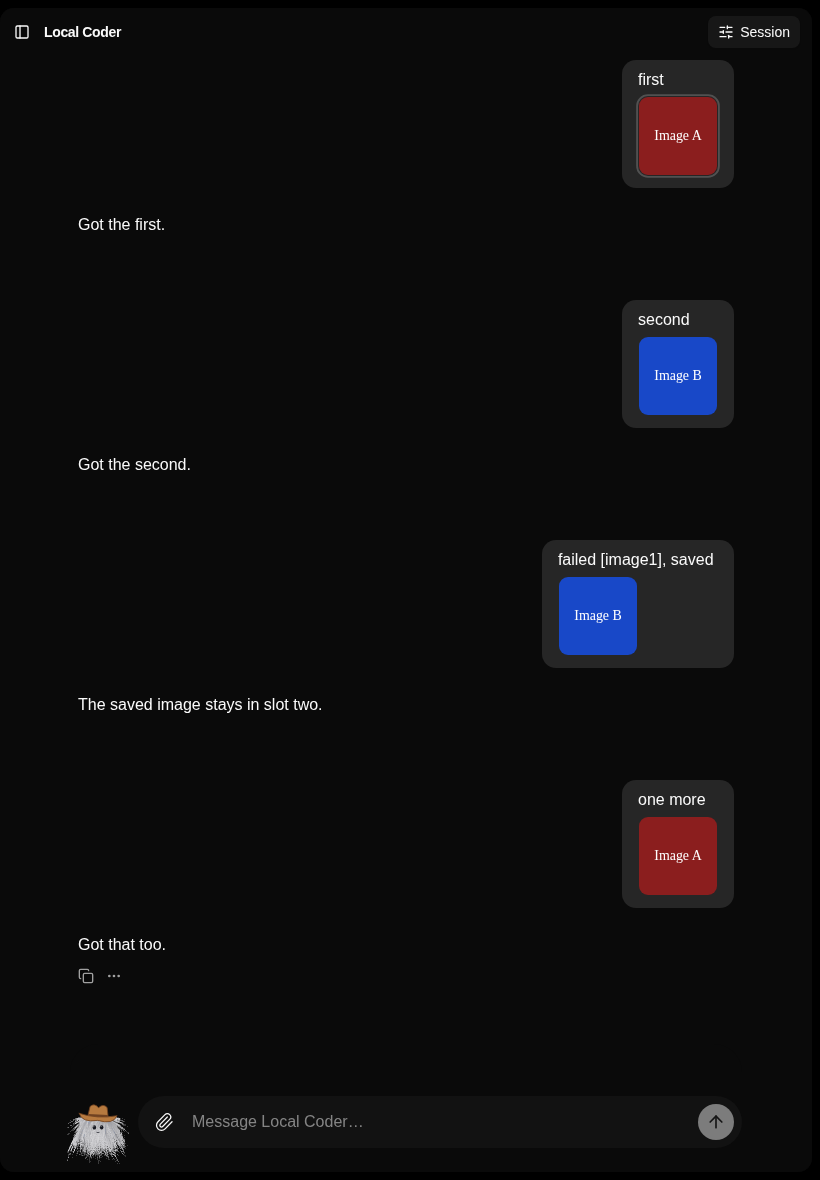 Local Coder
Session
first
Image A
Got the first.
second
Image B
Got the second.
failed [image1], saved
Image B
The saved image stays in slot two.
one more
Image A
Got that too.
Message Local Coder…